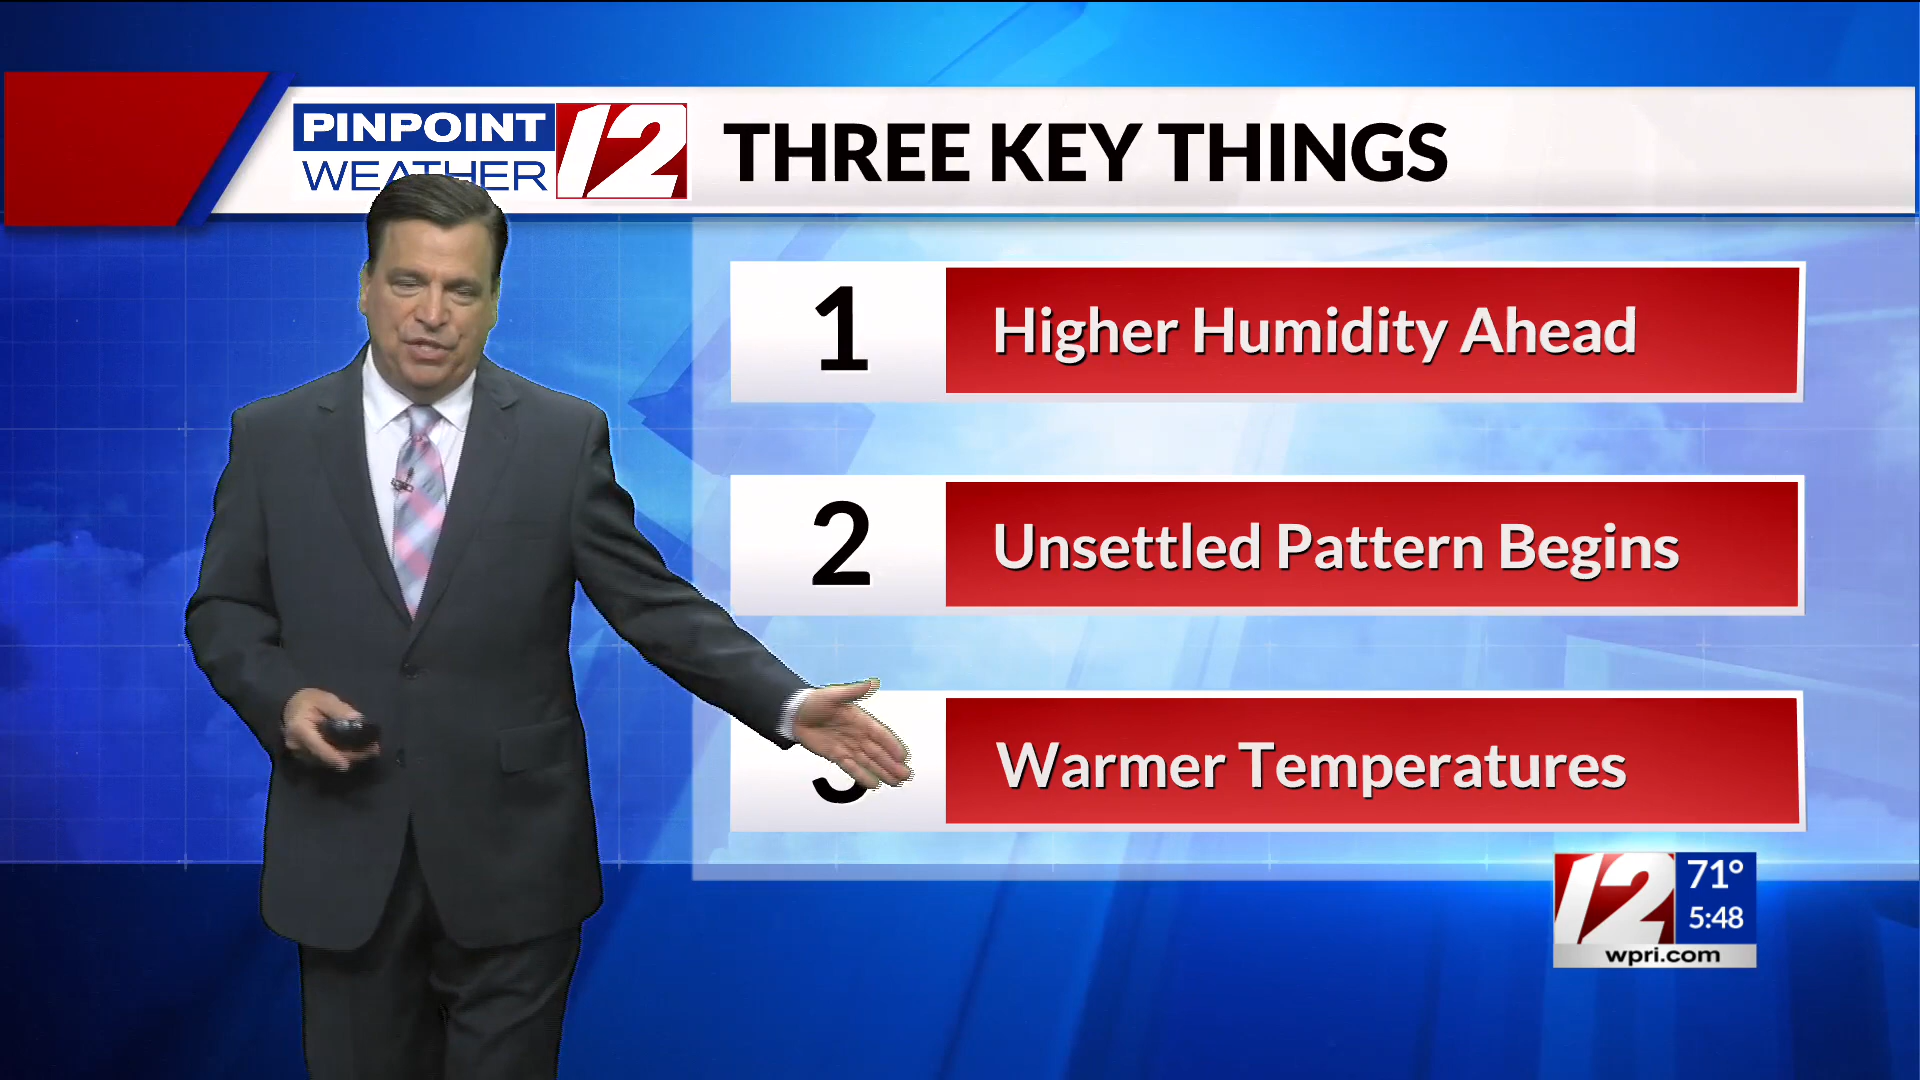 PINPOINT
WEATHER
12
THREE KEY THINGS
1
Higher Humidity Ahead
2
Unsettled Pattern Begins
3
Warmer Temperatures
12
71°
5:48
wpri.com